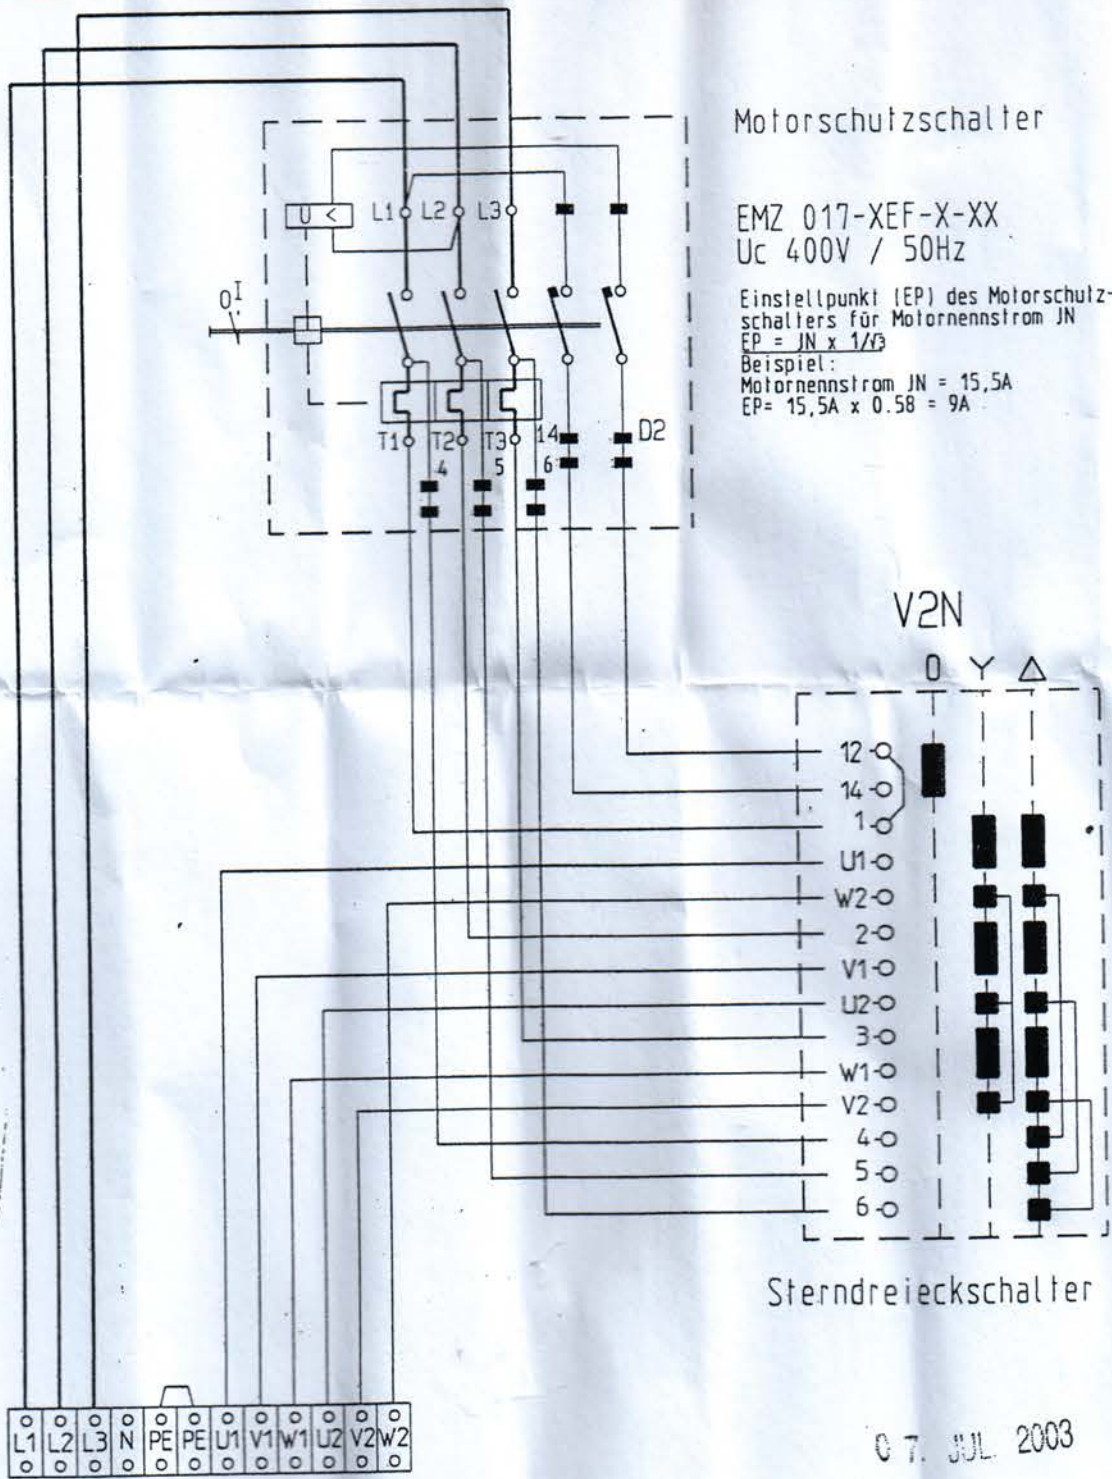 Motorschutzschalter
EMZ 017-XEF-X-XX
Uc 400V / 50Hz
Einstellpunkt (EP) des Motorschutz-
schalters für Motornennstrom JN
EP = JN x 1/√3
Beispiel:
Motornennstrom JN = 15,5A
EP= 15,5A x 0.58 = 9A
U < L1 L2 L3
0 I
T1 T2 T3 14 D2
4 5 6
V2N
0 Y △
12
14
1
U1
W2
2
V1
U2
3
W1
V2
4
5
6
Sterndreieckschalter
L1 L2 L3 N PE PE U1 V1 W1 U2 V2 W2
07. JUL. 2003